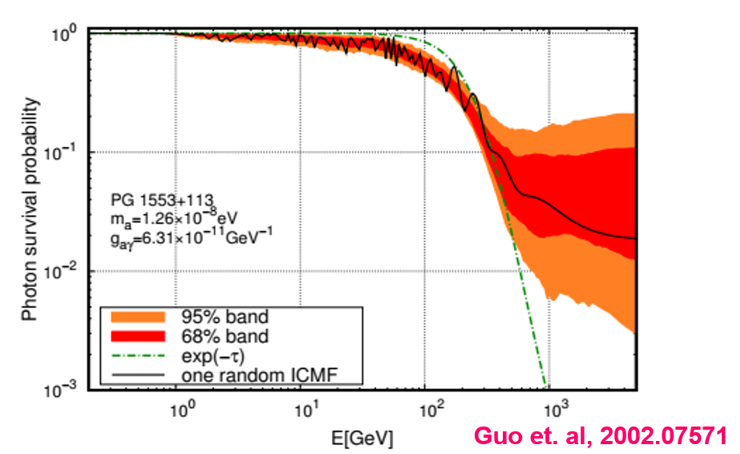 Photon survival probability
10⁰
10⁻¹
10⁻²
10⁻³
PG 1553+113
mₐ=1.26×10⁻⁸eV
gₐᵧ=6.31×10⁻¹¹GeV⁻¹
95% band
68% band
exp(−τ)
one random ICMF
10⁰ 10¹ 10² 10³
E[GeV]
Guo et. al, 2002.07571